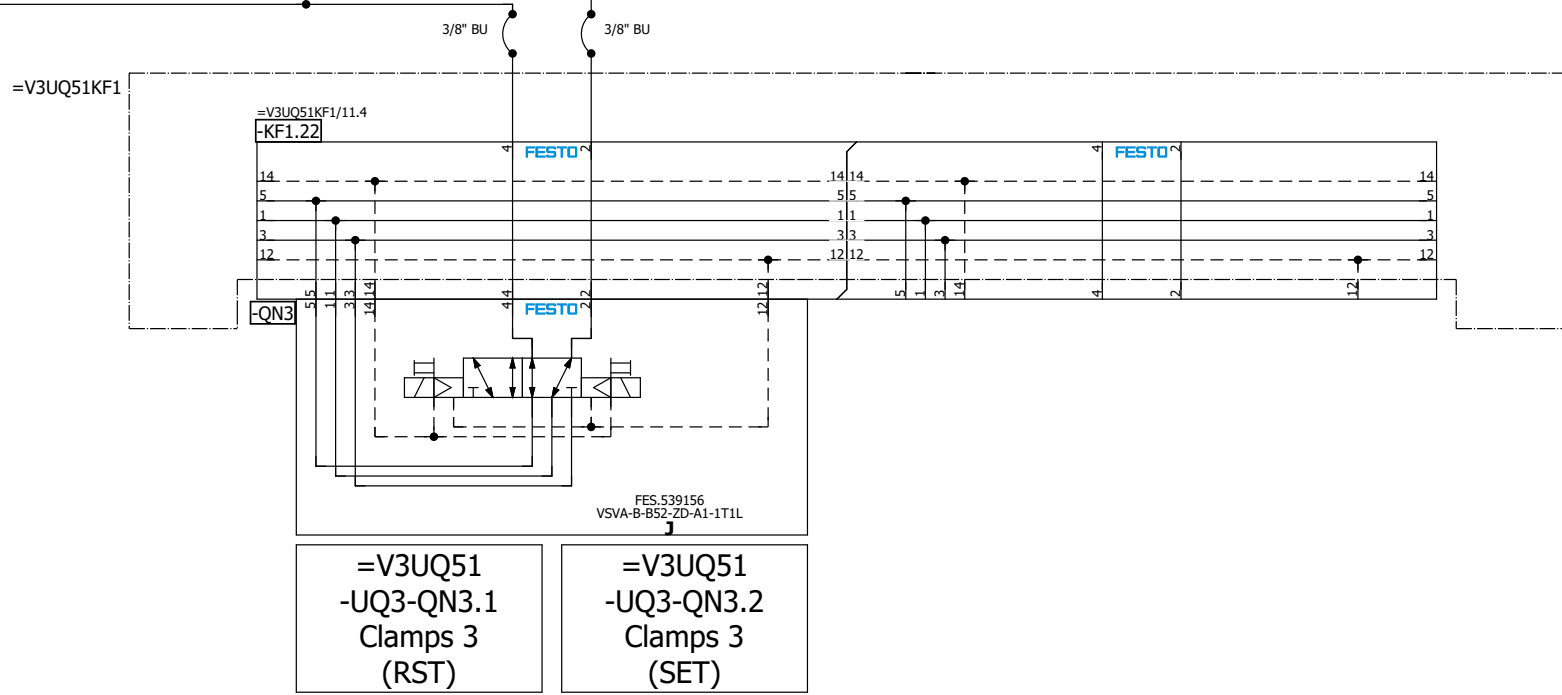 3/8" BU
3/8" BU
=V3UQ51KF1
=V3UQ51KF1/11.4
-KF1.22
4 FESTO 2
4 FESTO 2
14 14 14 14
5 5 5 5
1 1 1 1
3 3 3 3
12 12 12 12
5 1 3 14 4 2 12
5 1 3 14 4 2 12
-QN3
5 1 3 14 4 FESTO 2 12
FES.539156
VSVA-B-B52-ZD-A1-1T1L
J
=V3UQ51
-UQ3-QN3.1
Clamps 3
(RST)
=V3UQ51
-UQ3-QN3.2
Clamps 3
(SET)